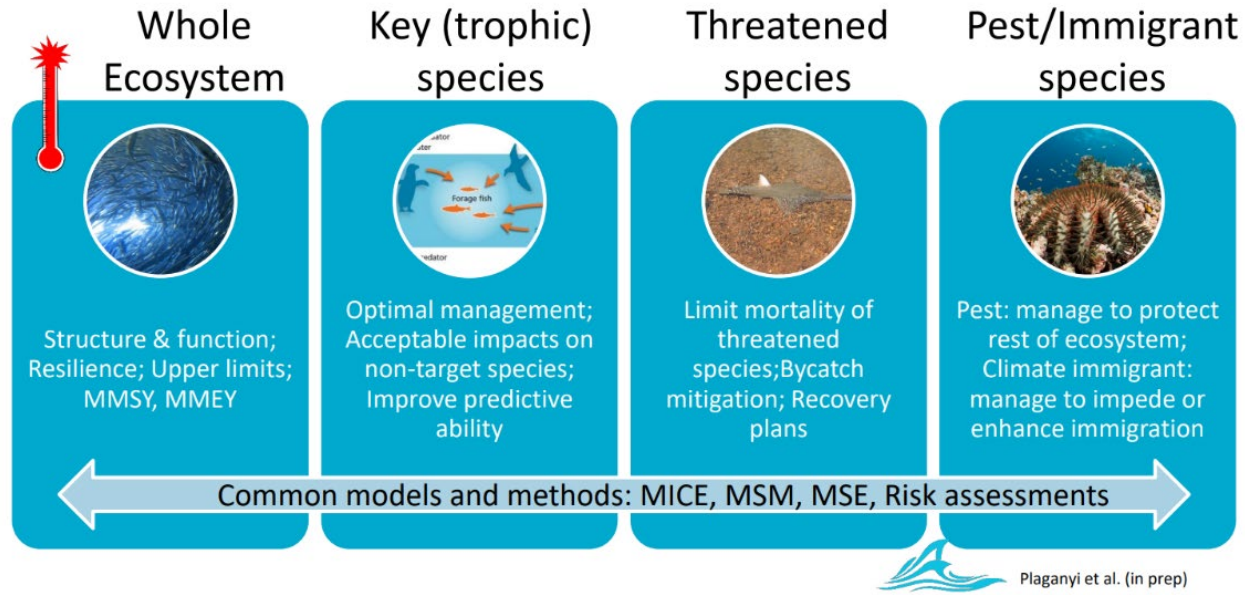 Whole
Ecosystem
Key (trophic)
species
Threatened
species
Pest/Immigrant
species
Forage fish
Structure & function;
Resilience; Upper limits;
MMSY, MMEY
Optimal management;
Acceptable impacts on
non-target species;
Improve predictive
ability
Limit mortality of
threatened
species;Bycatch
mitigation; Recovery
plans
Pest: manage to protect
rest of ecosystem;
Climate immigrant:
manage to impede or
enhance immigration
Common models and methods: MICE, MSM, MSE, Risk assessments
Plaganyi et al. (in prep)